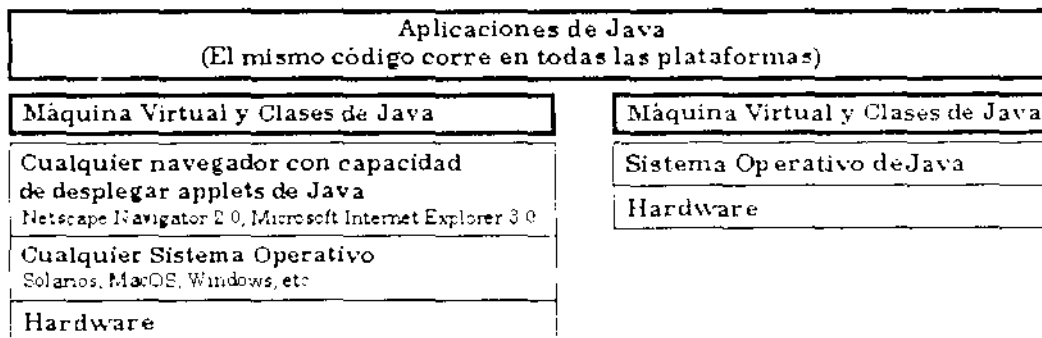 Aplicaciones de Java
(El mismo código corre en todas las plataformas)
Máquina Virtual y Clases de Java
Cualquier navegador con capacidad
de desplegar applets de Java
Netscape Navigator 2.0, Microsoft Internet Explorer 3.0
Cualquier Sistema Operativo
Solarios, MacOS, Windows, etc
Hardware
Máquina Virtual y Clases de Java
Sistema Operativo deJava
Hardware